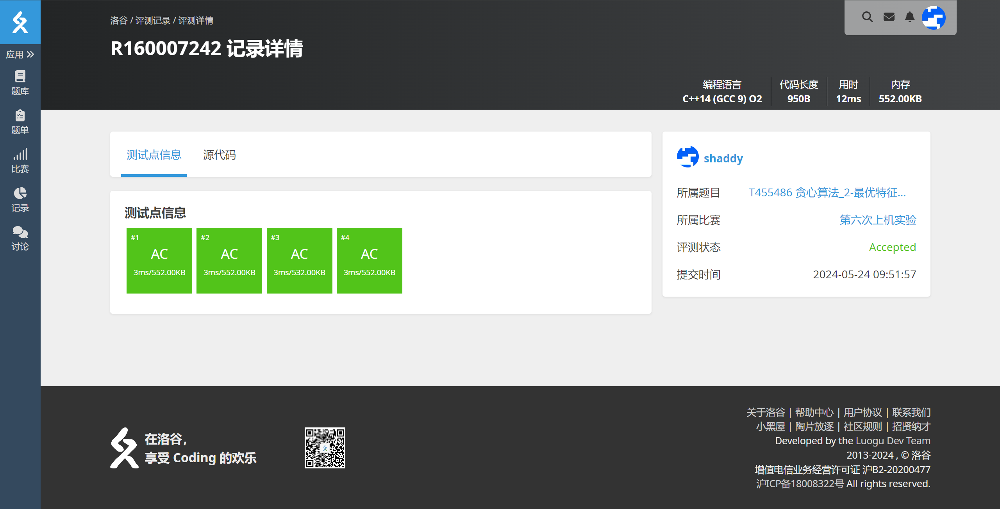 洛谷 / 评测记录 / 评测详情
R160007242 记录详情
应用
题库
题单
比赛
记录
讨论
编程语言 代码长度 用时 内存
C++14 (GCC 9) O2 950B 12ms 552.00KB
测试点信息 源代码
测试点信息
#1 #2 #3 #4
AC AC AC AC
3ms/552.00KB 3ms/552.00KB 3ms/532.00KB 3ms/552.00KB
shaddy
所属题目 T455486 贪心算法_2-最优特征...
所属比赛 第六次上机实验
评测状态 Accepted
提交时间 2024-05-24 09:51:57
在洛谷,
享受 Coding 的欢乐
关于洛谷 | 帮助中心 | 用户协议 | 联系我们
小黑屋 | 陶片放逐 | 社区规则 | 招贤纳才
Developed by the Luogu Dev Team
2013-2024 , © 洛谷
增值电信业务经营许可证 沪B2-20200477
沪ICP备18008322号 All rights reserved.